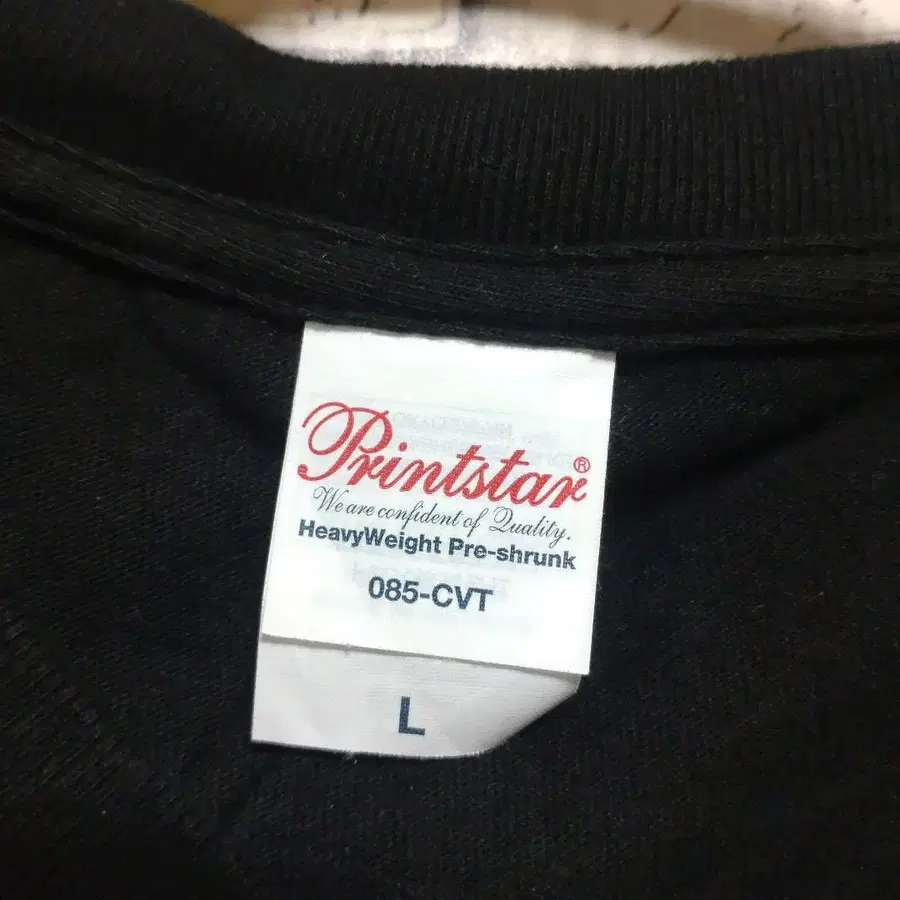 Printstar®
We are confident of Quality.
HeavyWeight Pre-shrunk
085-CVT
L